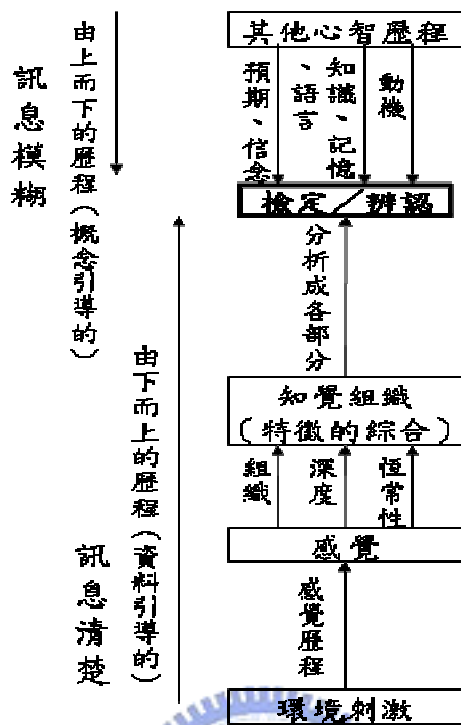 其他心智歷程
預期、信念
、語言
知識、記憶
動機
檢定／辨認
分析成各部分
知覺組織
(特徵的綜合)
組織
深度
恆常性
感覺
感覺歷程
環境刺激
由上而下的歷程(概念引導的)
訊息模糊
由下而上的歷程(資料引導的)
訊息清楚